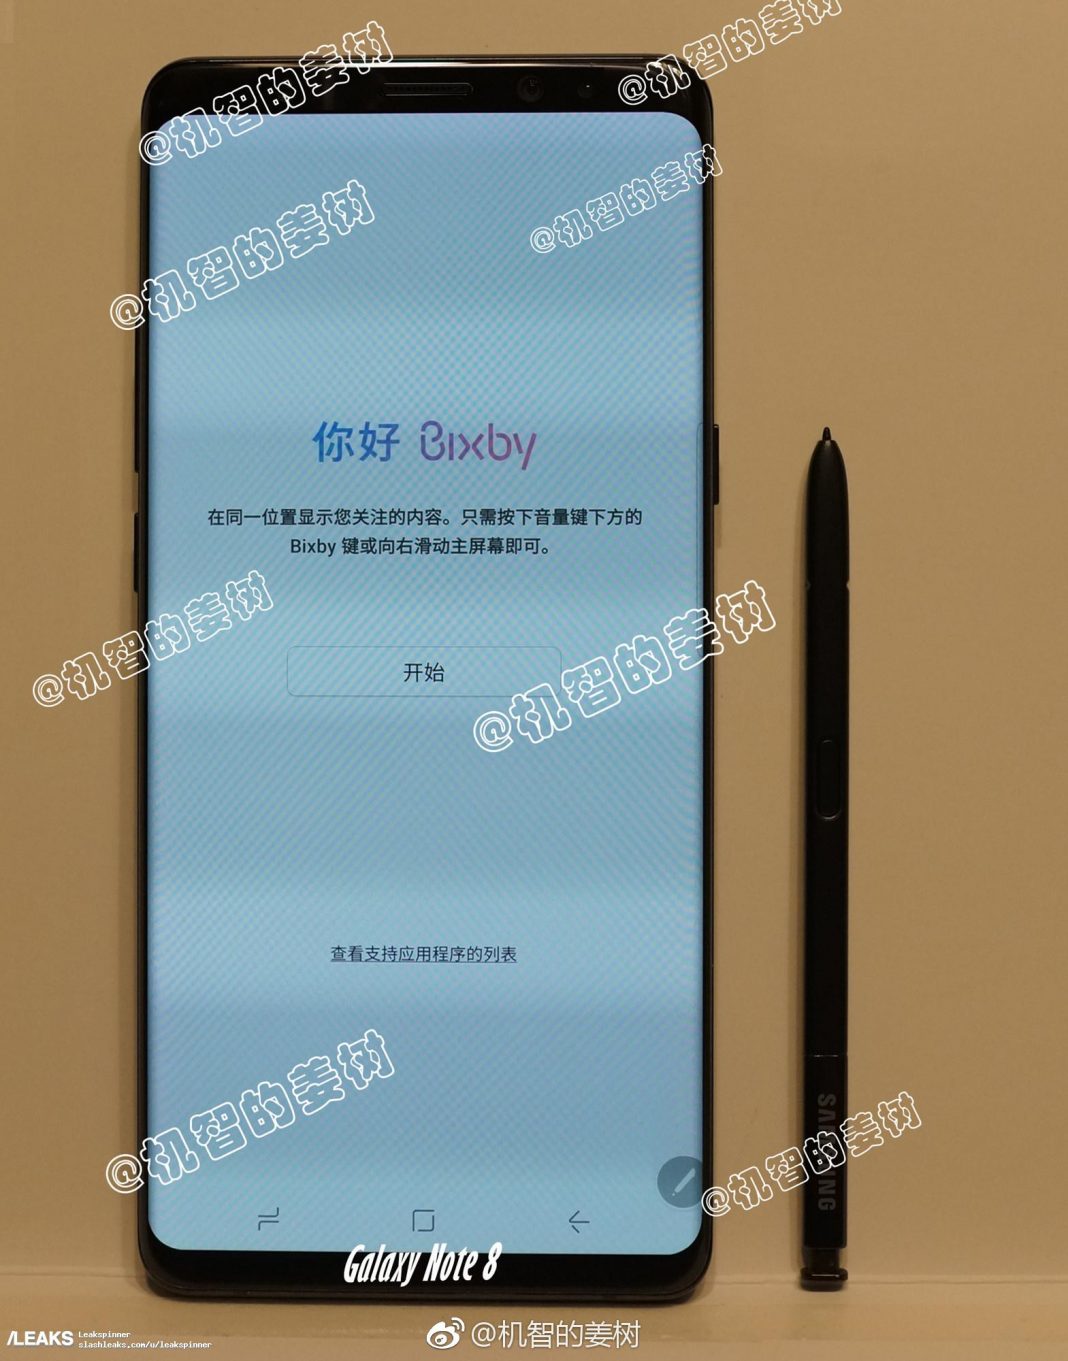 @机智的姜树
@机智的姜树
@机智的姜树
@机智的姜树
你好 Bixby
在同一位置显示您关注的内容。只需按下音量键下方的
Bixby 键或向右滑动主屏幕即可。
@机智的姜树
@机智的姜树
开始
查看支持应用程序的列表
@机智的姜树
@机智的姜树
SAMSUNG
Galaxy Note 8
@机智的姜树
/LEAKS
Leakspinner
slashleaks.com/u/leakspinner